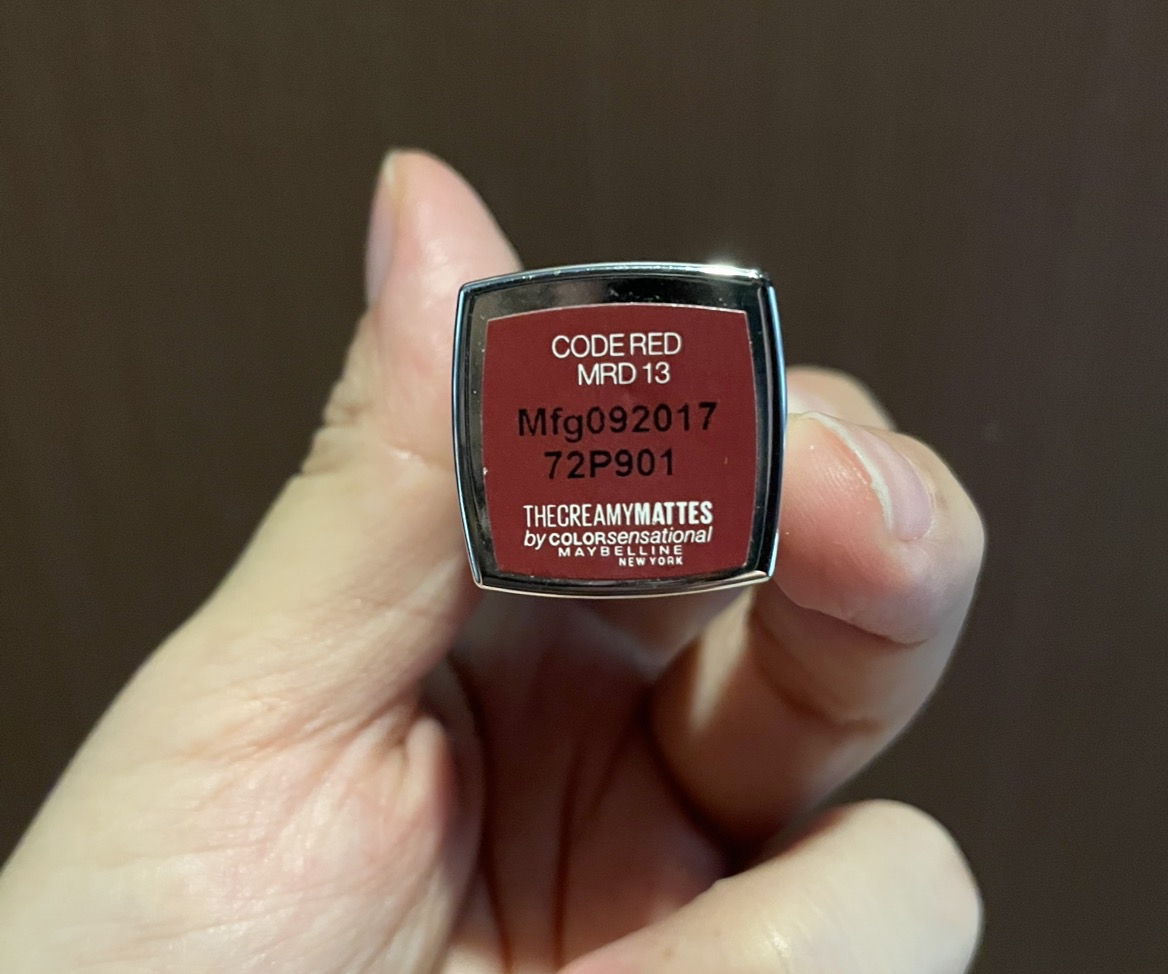 CODE RED
MRD 13
Mfg092017
72P901
THECREAMYMATTES
by COLORsensational
MAYBELLINE
NEW YORK